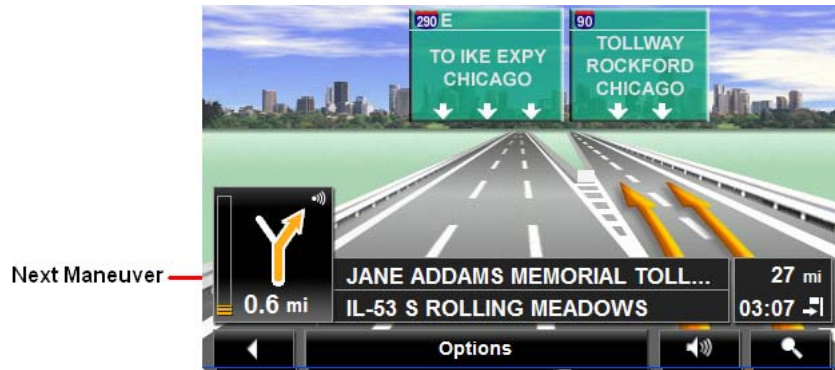 290 E
TO IKE EXPY
CHICAGO
90
TOLLWAY
ROCKFORD
CHICAGO
Next Maneuver
0.6 mi
JANE ADDAMS MEMORIAL TOLL...
IL-53 S ROLLING MEADOWS
27 mi
03:07
Options